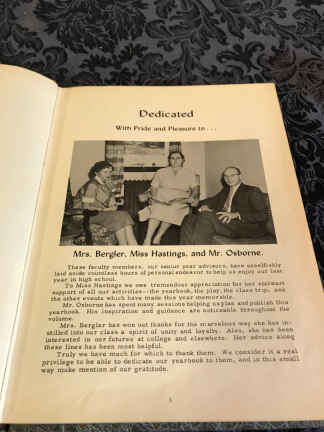 Dedicated
With Pride and Pleasure to . . .
Mrs. Bergler, Miss Hastings, and Mr. Osborne.
These faculty members, our senior year advisers, have unselfishly
laid aside countless hours of personal endeavor to help us enjoy our last
year in high school.
To Miss Hastings we owe tremendous appreciation for her constant
support of all our activities--the yearbook, the play, the class trip, and
the other events which have made this year memorable.
Mr. Osborne has spent many sessions helping us plan and publish this
yearbook. His inspiration and guidance are noticeable throughout the
volume.
Mrs. Bergler has won our thanks for the marvelous way she has in-
stilled into our class a spirit of unity and loyalty. Also, she has been
interested in our futures at college and elsewhere. Her advice along
these lines has been most helpful.
Truly we have much for which to thank them. We consider it a real
privilege to be able to dedicate our yearbook to them, and in this small
way make mention of our gratitude.